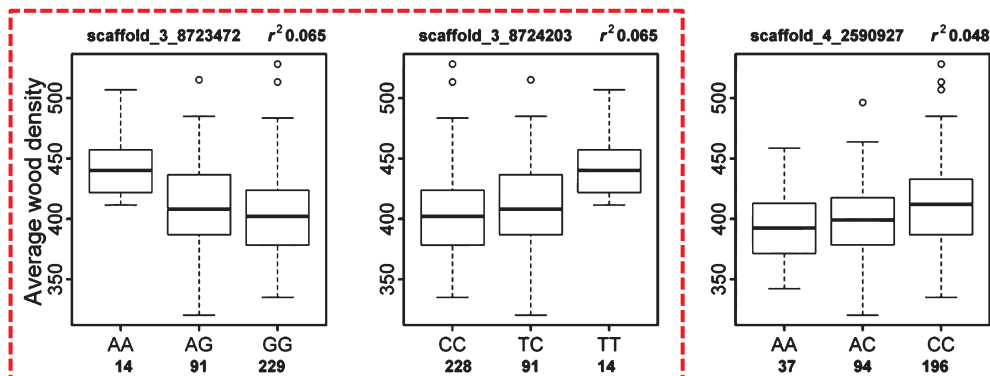 scaffold_3_8723472 r² 0.065
scaffold_3_8724203 r² 0.065
scaffold_4_2590927 r² 0.048
Average wood density
500
450
400
350
500
450
400
350
500
450
400
350
AA AG GG
14 91 229
CC TC TT
228 91 14
AA AC CC
37 94 196